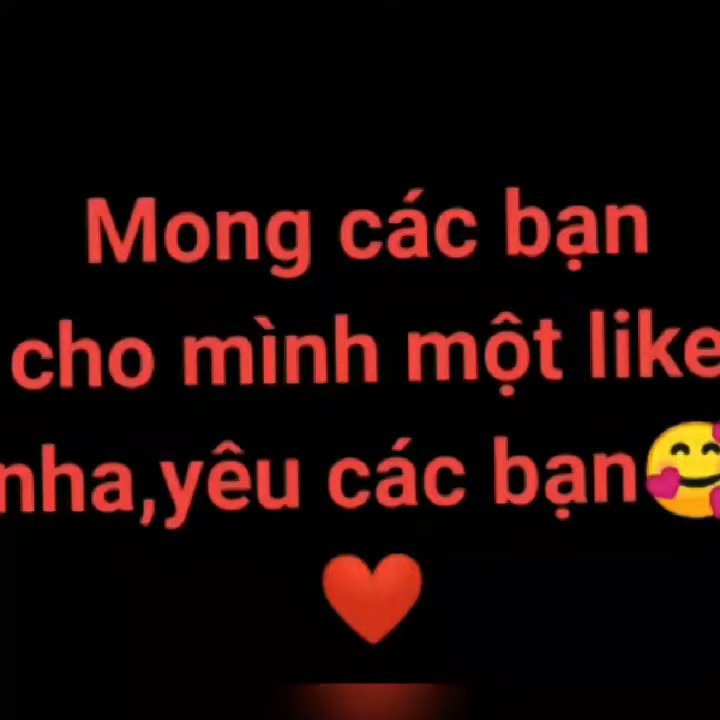 Mong các bạn
cho mình một like
nha,yêu các bạn🥰
❤️